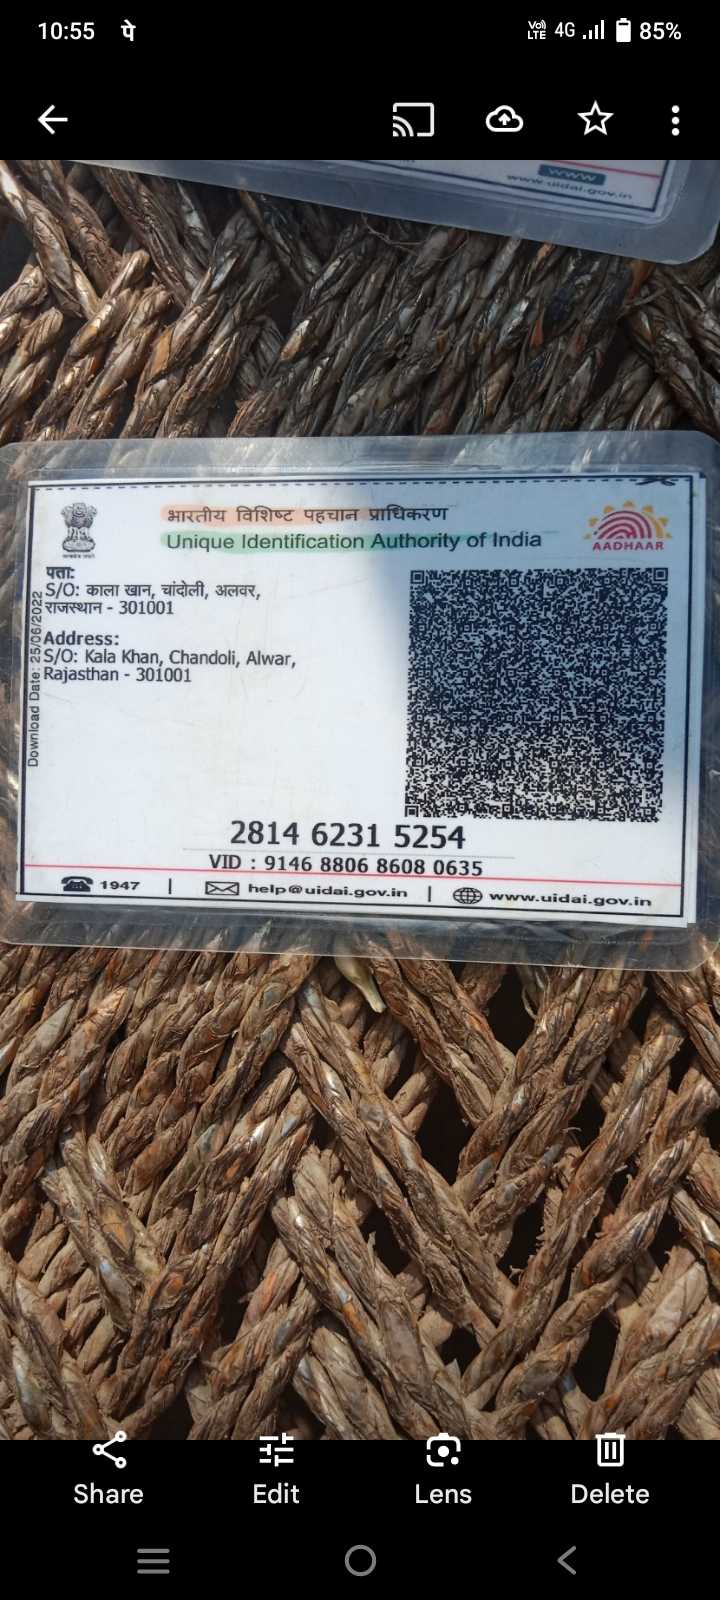 10:55 पे VoD LTE 4G 85%
www
www.uidai.gov.in
भारतीय विशिष्ट पहचान प्राधिकरण
Unique Identification Authority of India
AADHAAR
पता:
S/O: काला खान, चांदोली, अलवर,
राजस्थान - 301001
Address:
S/O: Kala Khan, Chandoli, Alwar,
Rajasthan - 301001
Download Date: 25/06/2022
2814 6231 5254
VID : 9146 8806 8608 0635
1947 | help@uidai.gov.in | www.uidai.gov.in
Share Edit Lens Delete